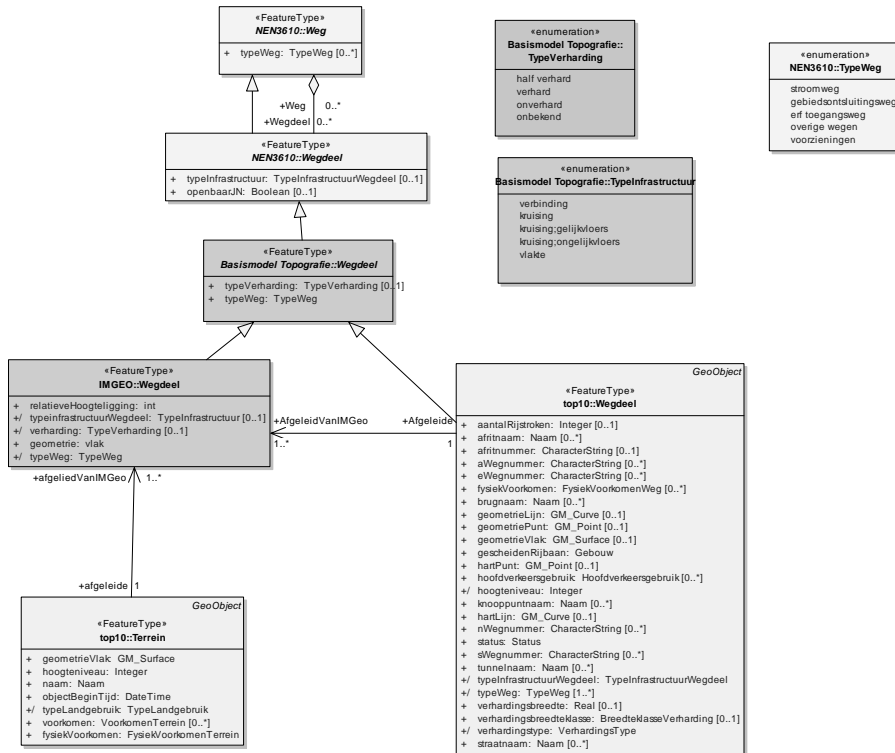 «FeatureType»
NEN3610::Weg
+ typeWeg: TypeWeg [0..*]
+Weg 0..*
+Wegdeel 0..*
«FeatureType»
NEN3610::Wegdeel
+ typeInfrastructuur: TypeInfrastructuurWegdeel [0..1]
+ openbaarJN: Boolean [0..1]
«FeatureType»
Basismodel Topografie::Wegdeel
+ typeVerharding: TypeVerharding [0..1]
+ typeWeg: TypeWeg
«enumeration»
Basismodel Topografie::
TypeVerharding
half verhard
verhard
onverhard
onbekend
«enumeration»
NEN3610::TypeWeg
stroomweg
gebiedsontsluitingsweg
erf toegangsweg
overige wegen
voorzieningen
«enumeration»
Basismodel Topografie::TypeInfrastructuur
verbinding
kruising
kruising;gelijkvloers
kruising;ongelijkvloers
vlakte
«FeatureType»
IMGEO::Wegdeel
+ relatieveHoogteligging: int
+/ typeinfrastructuurWegdeel: TypeInfrastructuur [0..1]
+/ verharding: TypeVerharding [0..1]
+ geometrie: vlak
+/ typeWeg: TypeWeg
+AfgeleidVanIMGeo
1..*
+Afgeleide
1
+afgeliedVanIMGeo 1..*
+afgeleide 1
GeoObject
«FeatureType»
top10::Terrein
+ geometrieVlak: GM_Surface
+ hoogteniveau: Integer
+ naam: Naam
+ objectBeginTijd: DateTime
+/ typeLandgebruik: TypeLandgebruik
+ voorkomen: VoorkomenTerrein [0..*]
+ fysiekVoorkomen: FysiekVoorkomenTerrein
GeoObject
«FeatureType»
top10::Wegdeel
+ aantalRijstroken: Integer [0..1]
+ afritnaam: Naam [0..*]
+ afritnummer: CharacterString [0..1]
+ aWegnummer: CharacterString [0..*]
+ eWegnummer: CharacterString [0..*]
+ fysiekVoorkomen: FysiekVoorkomenWeg [0..*]
+ brugnaam: Naam [0..*]
+ geometrieLijn: GM_Curve [0..1]
+ geometriePunt: GM_Point [0..1]
+ geometrieVlak: GM_Surface [0..1]
+ gescheidenRijbaan: Gebouw
+ hartPunt: GM_Point [0..1]
+ hoofdverkeersgebruik: Hoofdverkeersgebruik [0..*]
+/ hoogteniveau: Integer
+ knooppuntnaam: Naam [0..*]
+ hartLijn: GM_Curve [0..1]
+ nWegnummer: CharacterString [0..*]
+ status: Status
+ sWegnummer: CharacterString [0..*]
+ tunnelnaam: Naam [0..*]
+/ typeInfrastructuurWegdeel: TypeInfrastructuurWegdeel
+/ typeWeg: TypeWeg [1..*]
+ verhardingsbreedte: Real [0..1]
+ verhardingsbreedteklasse: BreedteklasseVerharding [0..1]
+/ verhardingstype: VerhardingsType
+ straatnaam: Naam [0..*]